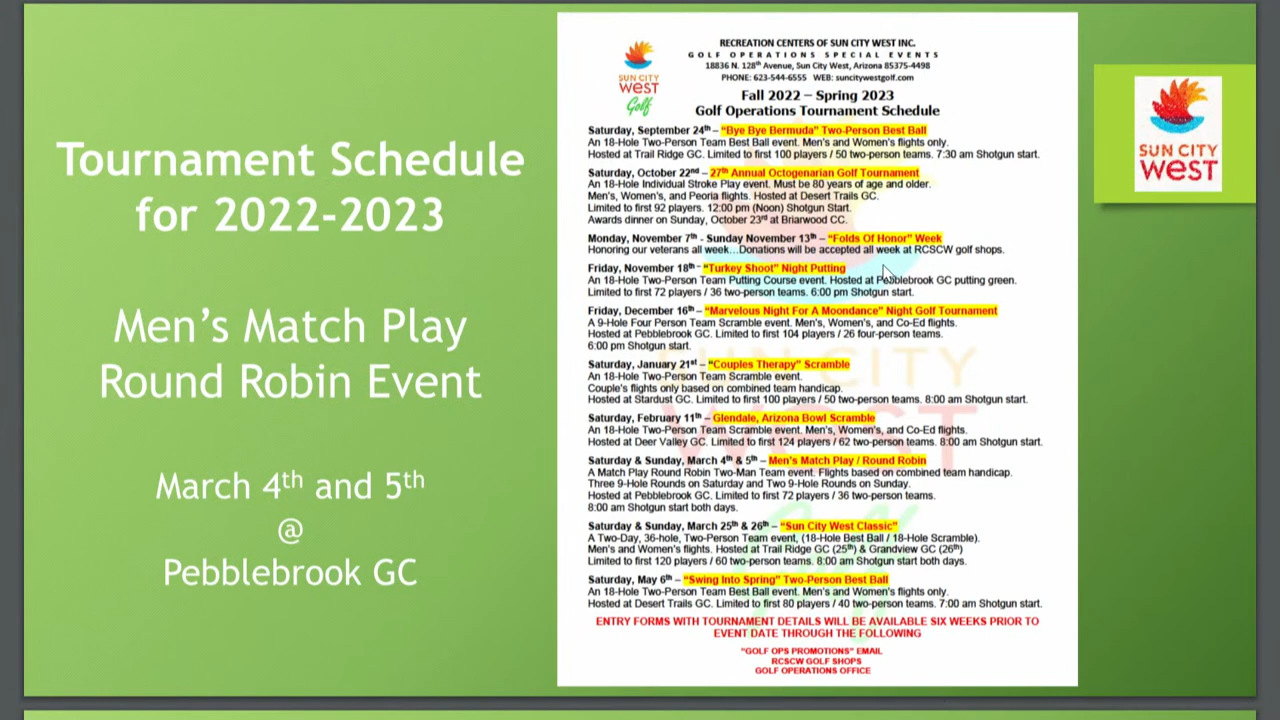 Tournament Schedule
for 2022-2023
Men's Match Play
Round Robin Event
March 4th and 5th
@
Pebblebrook GC
SUN CITY
WEST
Golf
RECREATION CENTERS OF SUN CITY WEST INC.
GOLF OPERATIONS SPECIAL EVENTS
18836 N. 128th Avenue, Sun City West, Arizona 85375-4498
PHONE: 623-544-6555 WEB: suncitywestgolf.com
Fall 2022 – Spring 2023
Golf Operations Tournament Schedule
Saturday, September 24th – "Bye Bye Bermuda" Two-Person Best Ball
An 18-Hole Two-Person Team Best Ball event. Men's and Women's flights only.
Hosted at Trail Ridge GC. Limited to first 100 players / 50 two-person teams. 7:30 am Shotgun start.
Saturday, October 22nd – 27th Annual Octogenarian Golf Tournament
An 18-Hole Individual Stroke Play event. Must be 80 years of age and older.
Men's, Women's, and Peoria flights. Hosted at Desert Trails GC.
Limited to first 92 players. 12:00 pm (Noon) Shotgun Start.
Awards dinner on Sunday, October 23rd at Briarwood CC.
Monday, November 7th - Sunday November 13th – "Folds Of Honor" Week
Honoring our veterans all week...Donations will be accepted all week at RCSCW golf shops.
Friday, November 18th – "Turkey Shoot" Night Putting
An 18-Hole Two-Person Team Putting Course event. Hosted at Pebblebrook GC putting green.
Limited to first 72 players / 36 two-person teams. 6:00 pm Shotgun start.
Friday, December 16th – "Marvelous Night For A Moondance" Night Golf Tournament
A 9-Hole Four Person Team Scramble event. Men's, Women's, and Co-Ed flights.
Hosted at Pebblebrook GC. Limited to first 104 players / 26 four-person teams.
6:00 pm Shotgun start.
Saturday, January 21st – "Couples Therapy" Scramble
An 18-Hole Two-Person Team Scramble event.
Couple's flights only based on combined team handicap.
Hosted at Stardust GC. Limited to first 100 players / 50 two-person teams. 8:00 am Shotgun start.
Saturday, February 11th – Glendale, Arizona Bowl Scramble
An 18-Hole Two-Person Team Scramble event. Men's, Women's, and Co-Ed flights.
Hosted at Deer Valley GC. Limited to first 124 players / 62 two-person teams. 8:00 am Shotgun start.
Saturday & Sunday, March 4th & 5th – Men's Match Play / Round Robin
A Match Play Round Robin Two-Man Team event. Flights based on combined team handicap.
Three 9-Hole Rounds on Saturday and Two 9-Hole Rounds on Sunday.
Hosted at Pebblebrook GC. Limited to first 72 players / 36 two-person teams.
8:00 am Shotgun start both days.
Saturday & Sunday, March 25th & 26th – "Sun City West Classic"
A Two-Day, 36-hole, Two-Person Team event, (18-Hole Best Ball / 18-Hole Scramble).
Men's and Women's flights. Hosted at Trail Ridge GC (25th) & Grandview GC (26th)
Limited to first 120 players / 60 two-person teams. 8:00 am Shotgun start both days.
Saturday, May 6th – "Swing Into Spring" Two-Person Best Ball
An 18-Hole Two-Person Team Best Ball event. Men's and Women's flights only.
Hosted at Desert Trails GC. Limited to first 80 players / 40 two-person teams. 7:00 am Shotgun start.
ENTRY FORMS WITH TOURNAMENT DETAILS WILL BE AVAILABLE SIX WEEKS PRIOR TO
EVENT DATE THROUGH THE FOLLOWING
"GOLF OPS PROMOTIONS" EMAIL
RCSCW GOLF SHOPS
GOLF OPERATIONS OFFICE
SUN CITY
WEST
Golf
SUN CITY
WEST